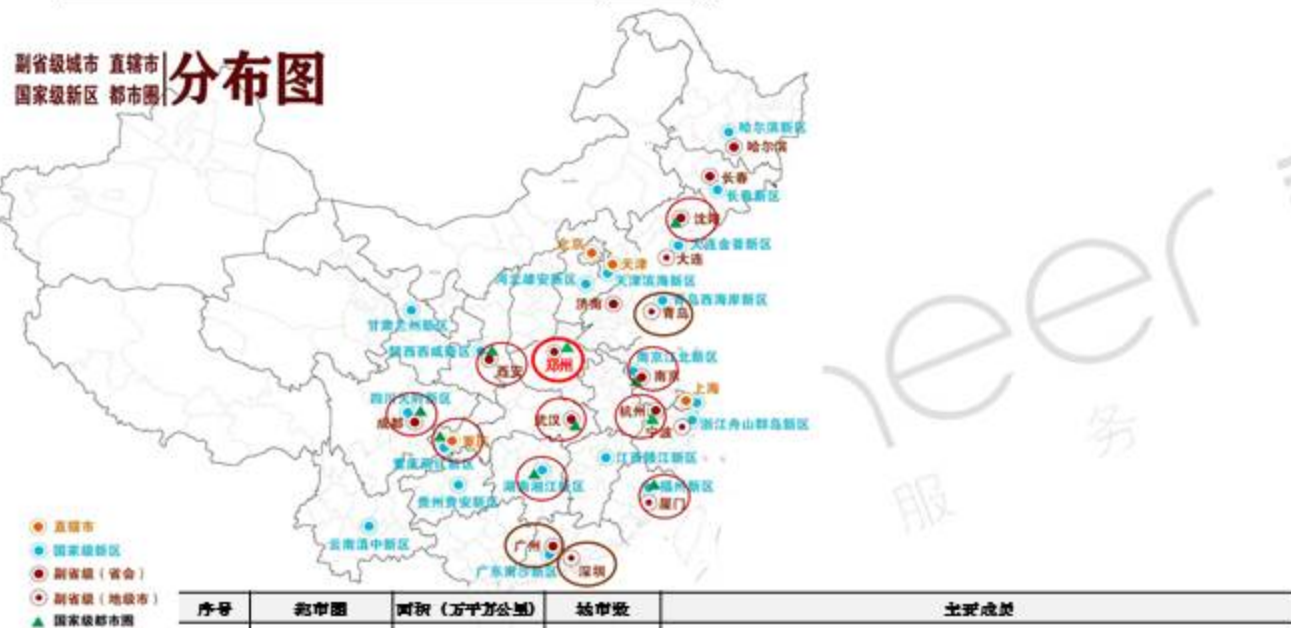 副省级城市 直辖市
国家级新区 都市圈
分布图
哈尔滨新区
哈尔滨
长春
长春新区
沈阳
大连金普新区
大连
北京
天津
天津滨海新区
河北雄安新区
济南
青岛西海岸新区
青岛
甘肃兰州新区
陕西西咸新区
西安
郑州
南京江北新区
南京
上海
四川天府新区
成都
武汉
杭州
宁波
浙江舟山群岛新区
重庆
重庆两江新区
江西赣江新区
湖南湘江新区
贵州贵安新区
福州新区
厦门
云南滇中新区
广州
广东南沙新区
深圳
直辖市
国家级新区
副省级（省会）
副省级（地级市）
国家级都市圈
序号 都市圈 面积（万平方公里） 城市数 主要成员
eer
服 务